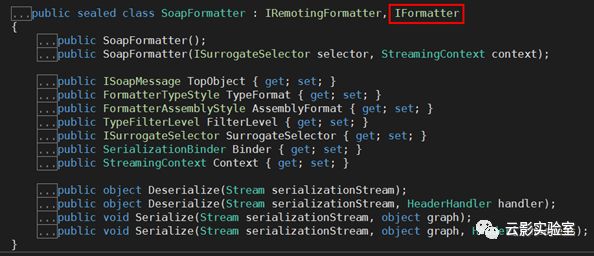 ...public sealed class SoapFormatter : IRemotingFormatter, IFormatter
{
...public SoapFormatter();
...public SoapFormatter(ISurrogateSelector selector, StreamingContext context);
...public ISoapMessage TopObject { get; set; }
...public FormatterTypeStyle TypeFormat { get; set; }
...public FormatterAssemblyStyle AssemblyFormat { get; set; }
...public TypeFilterLevel FilterLevel { get; set; }
...public ISurrogateSelector SurrogateSelector { get; set; }
...public SerializationBinder Binder { get; set; }
...public StreamingContext Context { get; set; }
...public object Deserialize(Stream serializationStream);
...public object Deserialize(Stream serializationStream, HeaderHandler handler);
...public void Serialize(Stream serializationStream, object graph);
...public void Serialize(Stream serializationStream, object graph, H
云影实验室
}